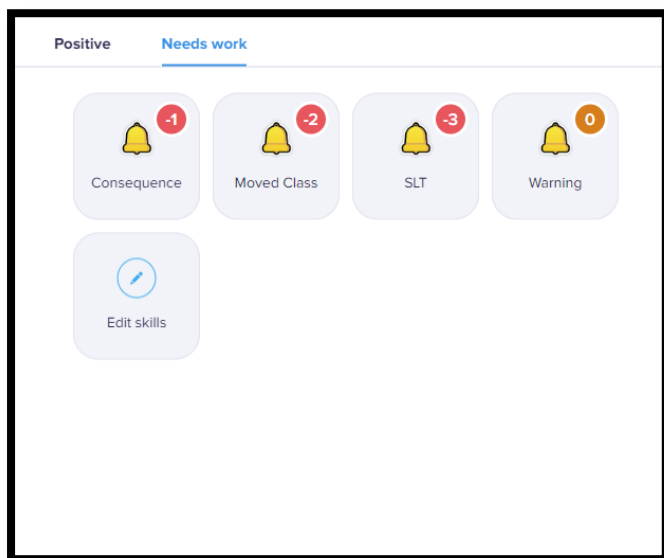 Positive Needs work
-1 -2 -3 0
Consequence Moved Class SLT Warning
Edit skills